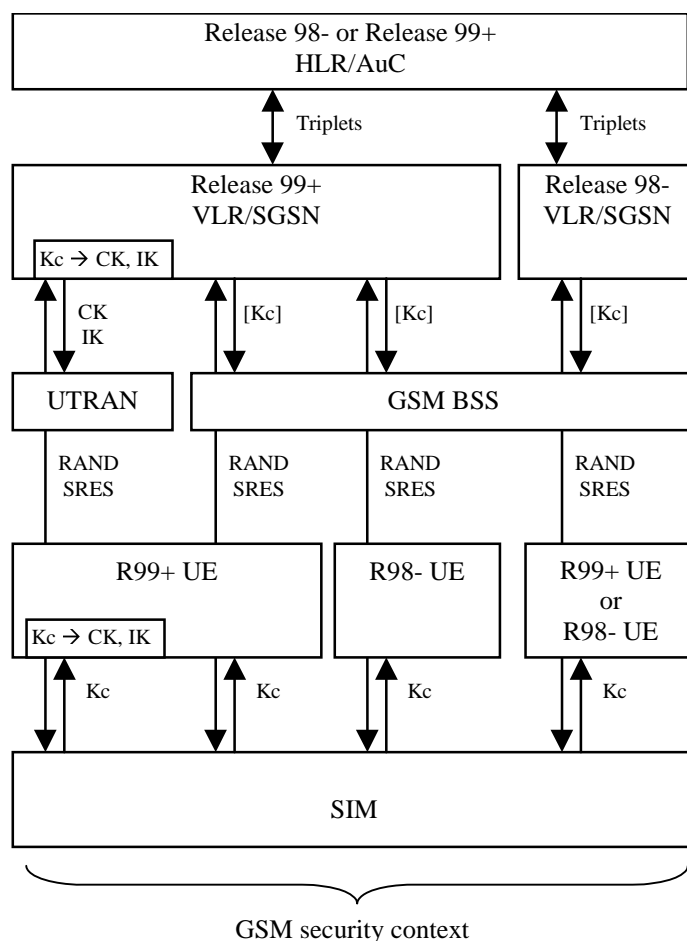 Release 98- or Release 99+
HLR/AuC
Triplets
Triplets
Release 99+
VLR/SGSN
Release 98-
VLR/SGSN
Kc → CK, IK
CK
IK
[Kc]
[Kc]
[Kc]
UTRAN
GSM BSS
RAND
SRES
RAND
SRES
RAND
SRES
RAND
SRES
R99+ UE
R98- UE
R99+ UE
or
R98- UE
Kc → CK, IK
Kc
Kc
Kc
Kc
SIM
GSM security context